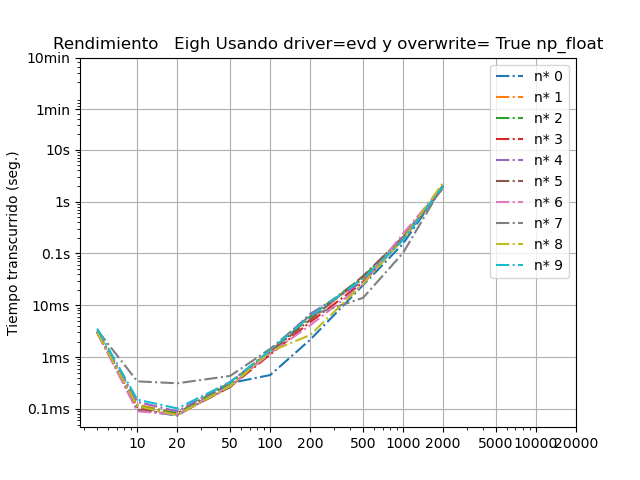 Rendimiento   Eigh Usando driver=evd y overwrite= True np_float
10min
1min
10s
1s
0.1s
10ms
1ms
0.1ms
Tiempo transcurrido (seg.)
n* 0
n* 1
n* 2
n* 3
n* 4
n* 5
n* 6
n* 7
n* 8
n* 9
10 20 50 100 200 500 1000 2000 5000 10000 20000